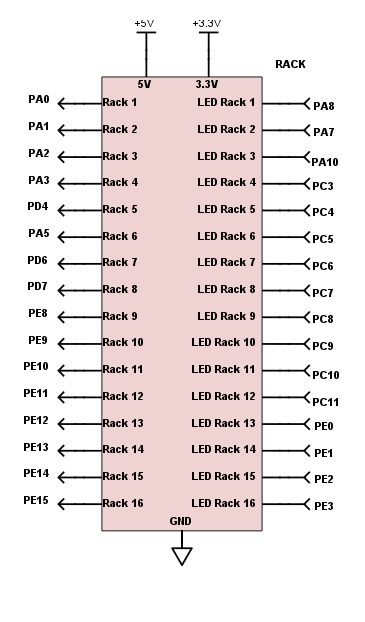 +5V +3.3V
RACK
5V 3.3V
PA0 Rack 1 LED Rack 1 PA8
PA1 Rack 2 LED Rack 2 PA7
PA2 Rack 3 LED Rack 3 PA10
PA3 Rack 4 LED Rack 4 PC3
PD4 Rack 5 LED Rack 5 PC4
PA5 Rack 6 LED Rack 6 PC5
PD6 Rack 7 LED Rack 7 PC6
PD7 Rack 8 LED Rack 8 PC7
PE8 Rack 9 LED Rack 9 PC8
PE9 Rack 10 LED Rack 10 PC9
PE10 Rack 11 LED Rack 11 PC10
PE11 Rack 12 LED Rack 12 PC11
PE12 Rack 13 LED Rack 13 PE0
PE13 Rack 14 LED Rack 14 PE1
PE14 Rack 15 LED Rack 15 PE2
PE15 Rack 16 LED Rack 16 PE3
GND